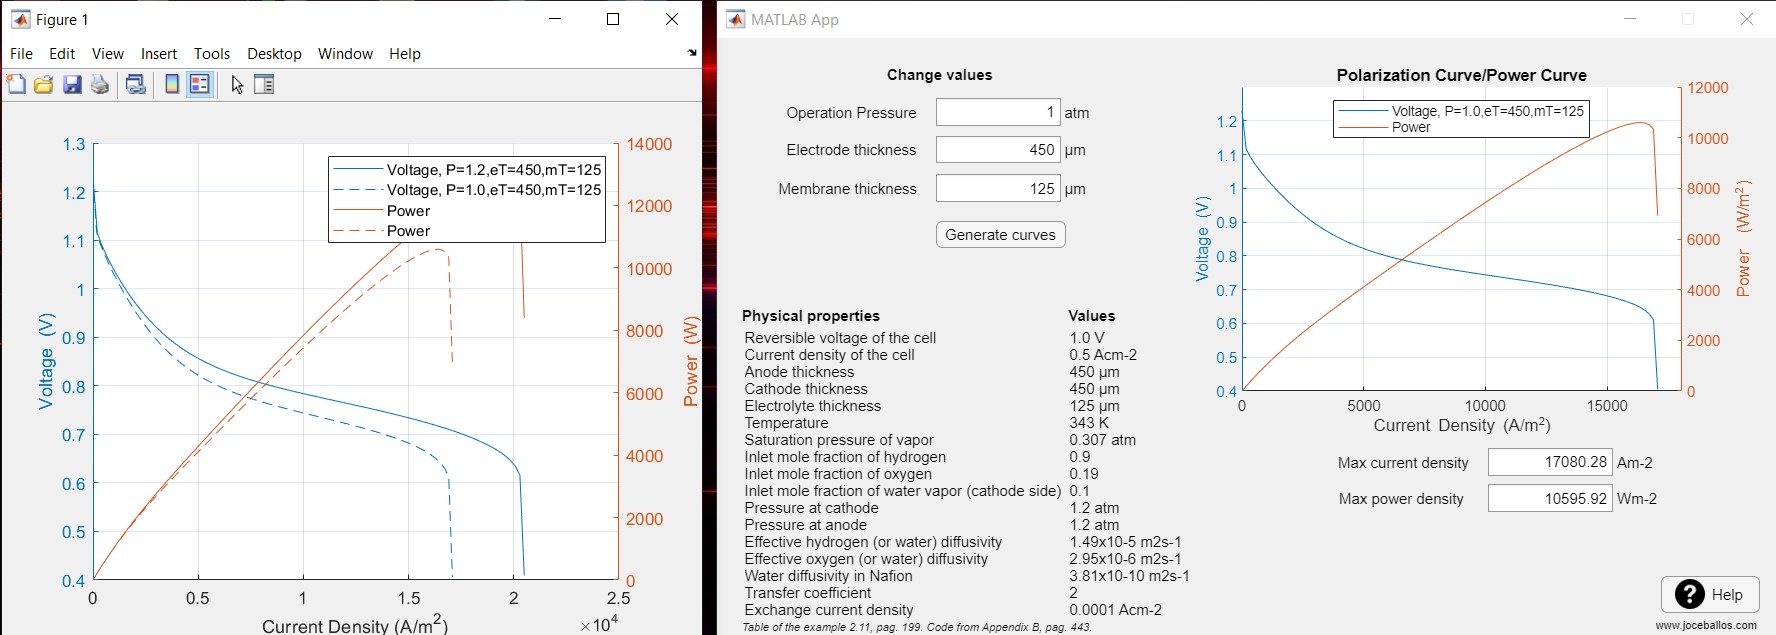 Figure 1
File Edit View Insert Tools Desktop Window Help
1.3
1.2
1.1
1
0.9
0.8
0.7
0.6
0.5
0.4
Voltage (V)
Voltage, P=1.2,eT=450,mT=125
Voltage, P=1.0,eT=450,mT=125
Power
Power
14000
12000
10000
8000
6000
4000
2000
0
Power (W)
0 0.5 1 1.5 2 2.5
Current Density (A/m²)
×10⁴
MATLAB App
Change values
Operation Pressure 1 atm
Electrode thickness 450 µm
Membrane thickness 125 µm
Generate curves
Physical properties Values
Reversible voltage of the cell 1.0 V
Current density of the cell 0.5 Acm-2
Anode thickness 450 µm
Cathode thickness 450 µm
Electrolyte thickness 125 µm
Temperature 343 K
Saturation pressure of vapor 0.307 atm
Inlet mole fraction of hydrogen 0.9
Inlet mole fraction of oxygen 0.19
Inlet mole fraction of water vapor (cathode side) 0.1
Pressure at cathode 1.2 atm
Pressure at anode 1.2 atm
Effective hydrogen (or water) diffusivity 1.49x10-5 m2s-1
Effective oxygen (or water) diffusivity 2.95x10-6 m2s-1
Water diffusivity in Nafion 3.81x10-10 m2s-1
Transfer coefficient 2
Exchange current density 0.0001 Acm-2
Table of the example 2.11, pag. 199. Code from Appendix B, pag. 443.
Polarization Curve/Power Curve
Voltage, P=1.0,eT=450,mT=125
Power
1.2
1.1
1
0.9
0.8
0.7
0.6
0.5
0.4
Voltage (V)
12000
10000
8000
6000
4000
2000
0
Power (W/m²)
0 5000 10000 15000
Current Density (A/m²)
Max current density 17080.28 Am-2
Max power density 10595.92 Wm-2
? Help
www.joceballos.com